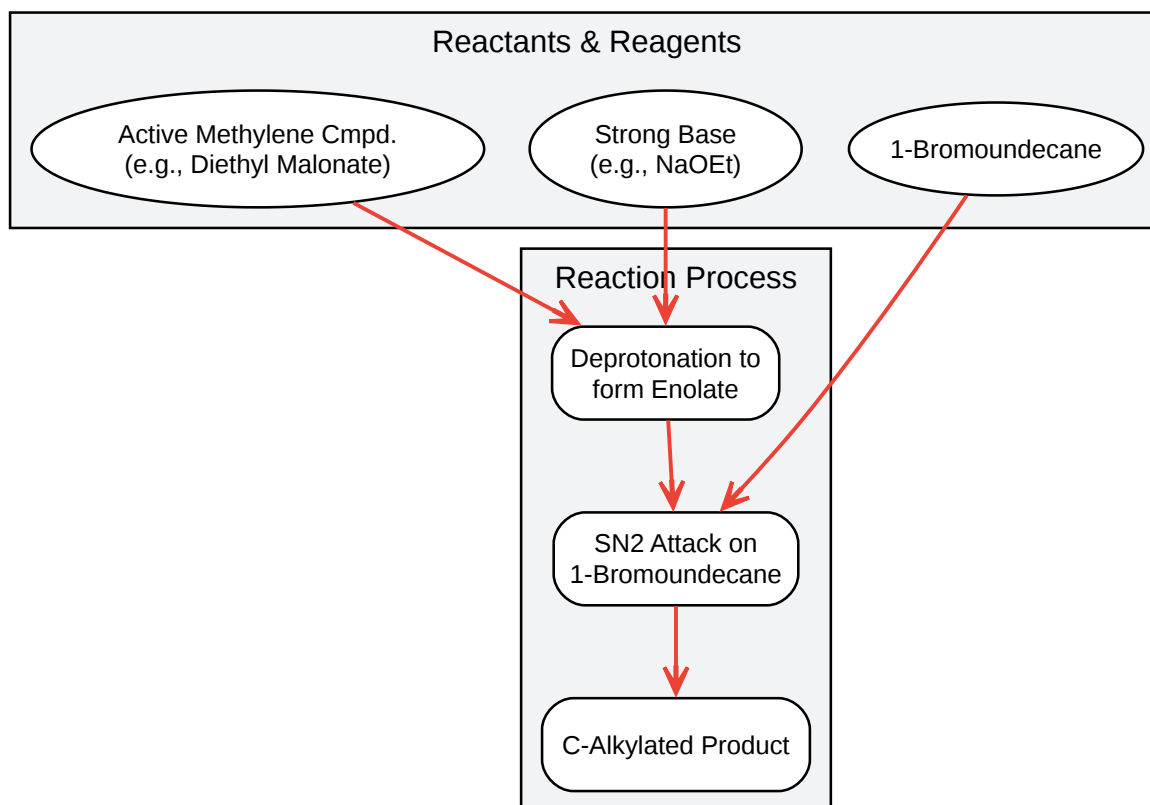 Reactants & Reagents
Active Methylene Cmpd.
(e.g., Diethyl Malonate)
Strong Base
(e.g., NaOEt)
1-Bromoundecane
Reaction Process
Deprotonation to
form Enolate
SN2 Attack on
1-Bromoundecane
C-Alkylated Product